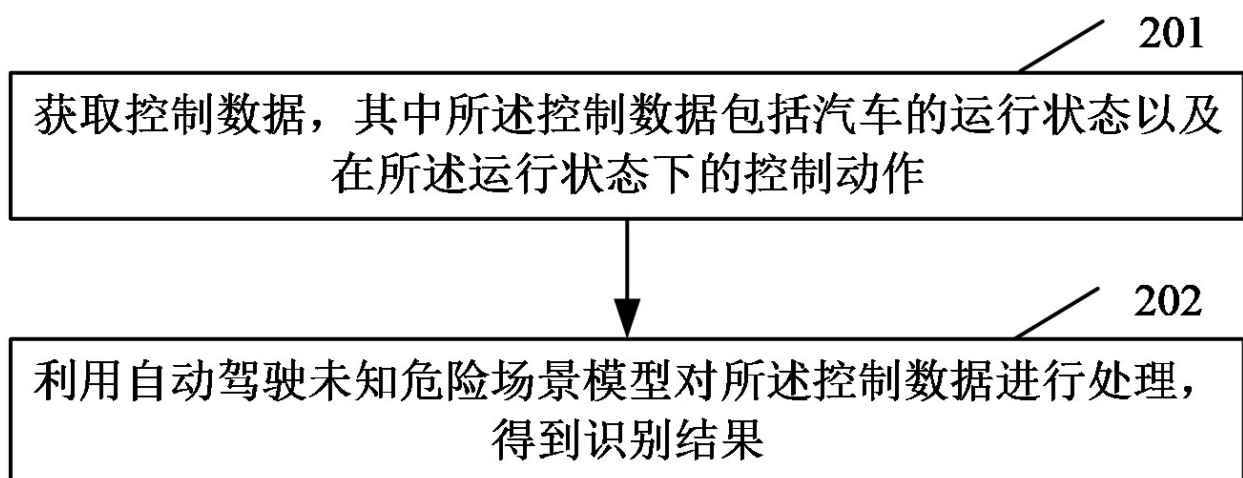 201
获取控制数据，其中所述控制数据包括汽车的运行状态以及
在所述运行状态下的控制动作
202
利用自动驾驶未知危险场景模型对所述控制数据进行处理，
得到识别结果